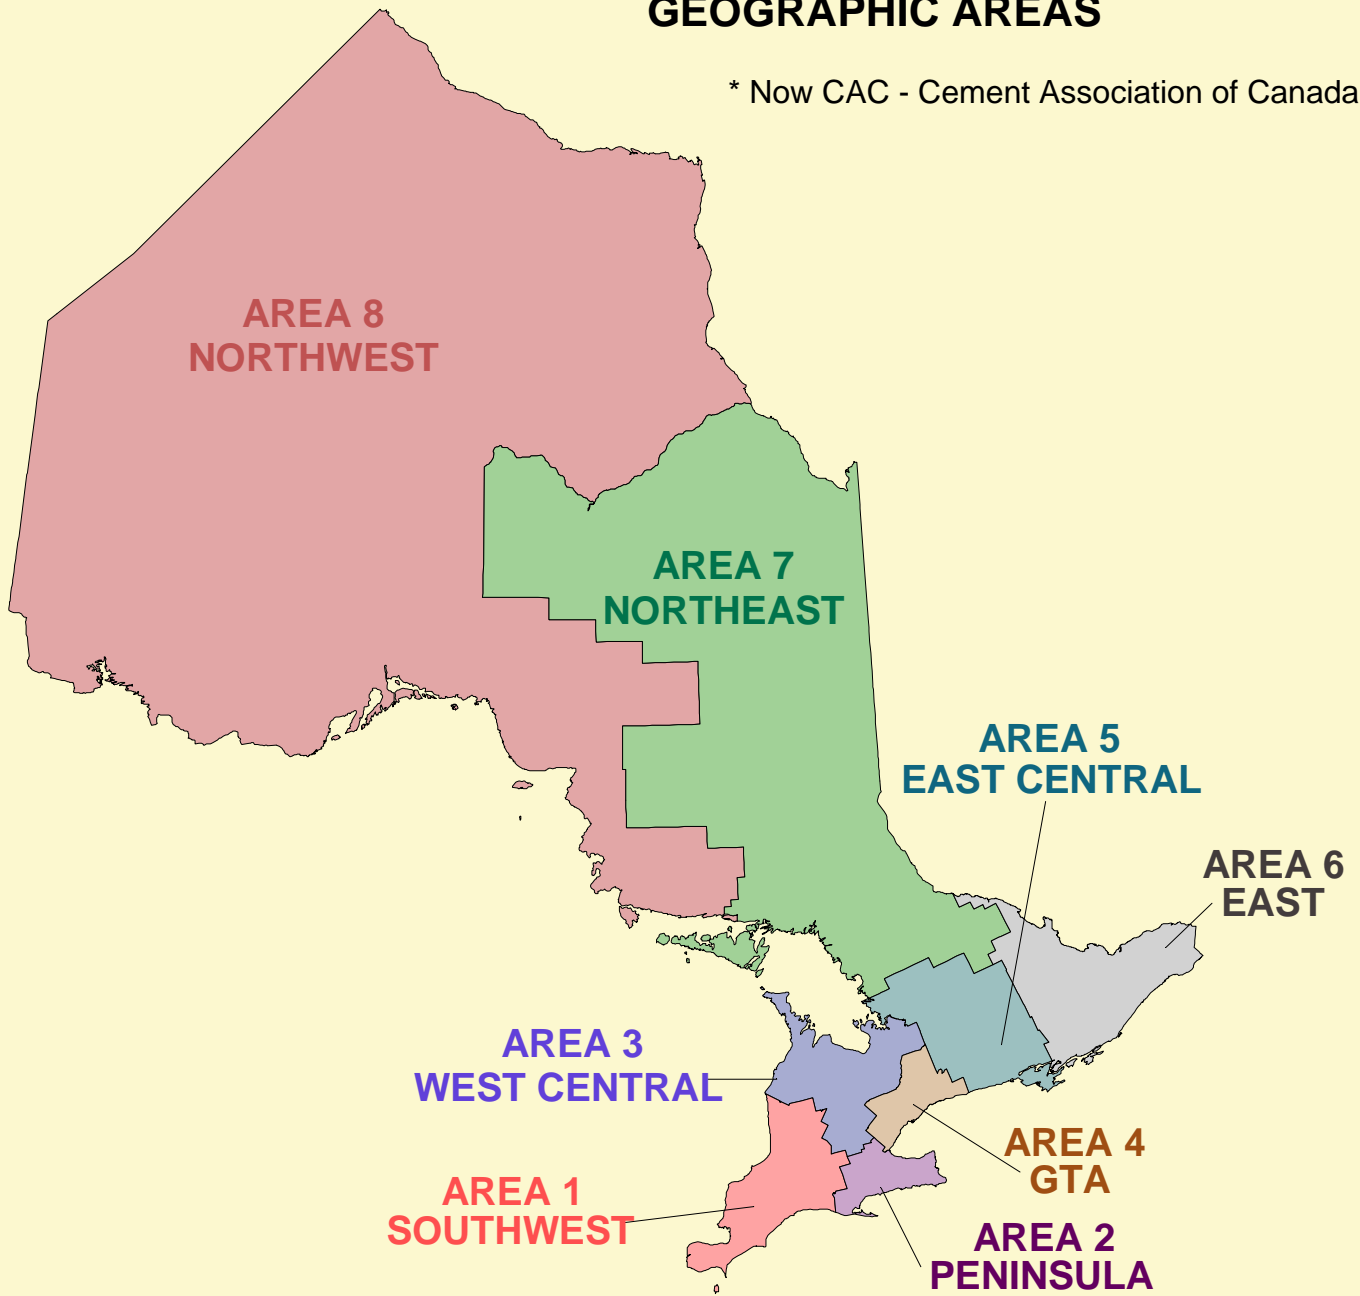 GEOGRAPHIC AREAS
* Now CAC - Cement Association of Canada
AREA 8
NORTHWEST
AREA 7
NORTHEAST
AREA 5
EAST CENTRAL
AREA 6
EAST
AREA 3
WEST CENTRAL
AREA 4
GTA
AREA 1
SOUTHWEST
AREA 2
PENINSULA